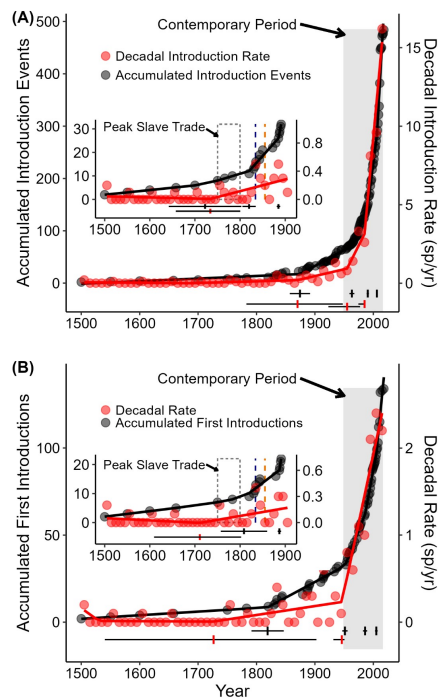 (A)
Contemporary Period
Decadal Introduction Rate
Accumulated Introduction Events
Peak Slave Trade
30
20
10
0
0.8
0.4
0.0
1500 1600 1700 1800 1900
Accumulated Introduction Events
500
400
300
200
100
0
15
10
5
0
Decadal Introduction Rate (sp/yr)
1500 1600 1700 1800 1900 2000
(B)
Contemporary Period
Decadal Rate
Accumulated First Introductions
Peak Slave Trade
20
10
0
0.6
0.3
0.0
1500 1600 1700 1800 1900
Accumulated First Introductions
100
50
0
2
1
0
Decadal Rate (sp/yr)
1500 1600 1700 1800 1900 2000
Year